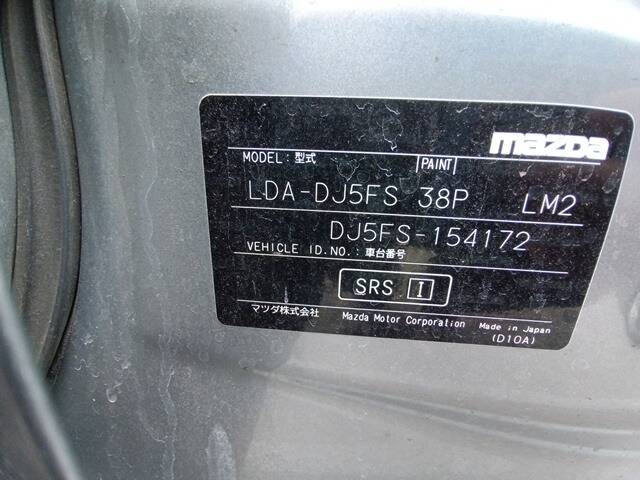 mazda
MODEL: 型式 PAINT
LDA-DJ5FS 38P LM2
DJ5FS-154172
VEHICLE ID.NO.: 車台番号
SRS I
マツダ株式会社 Mazda Motor Corporation Made in Japan
(D10A)